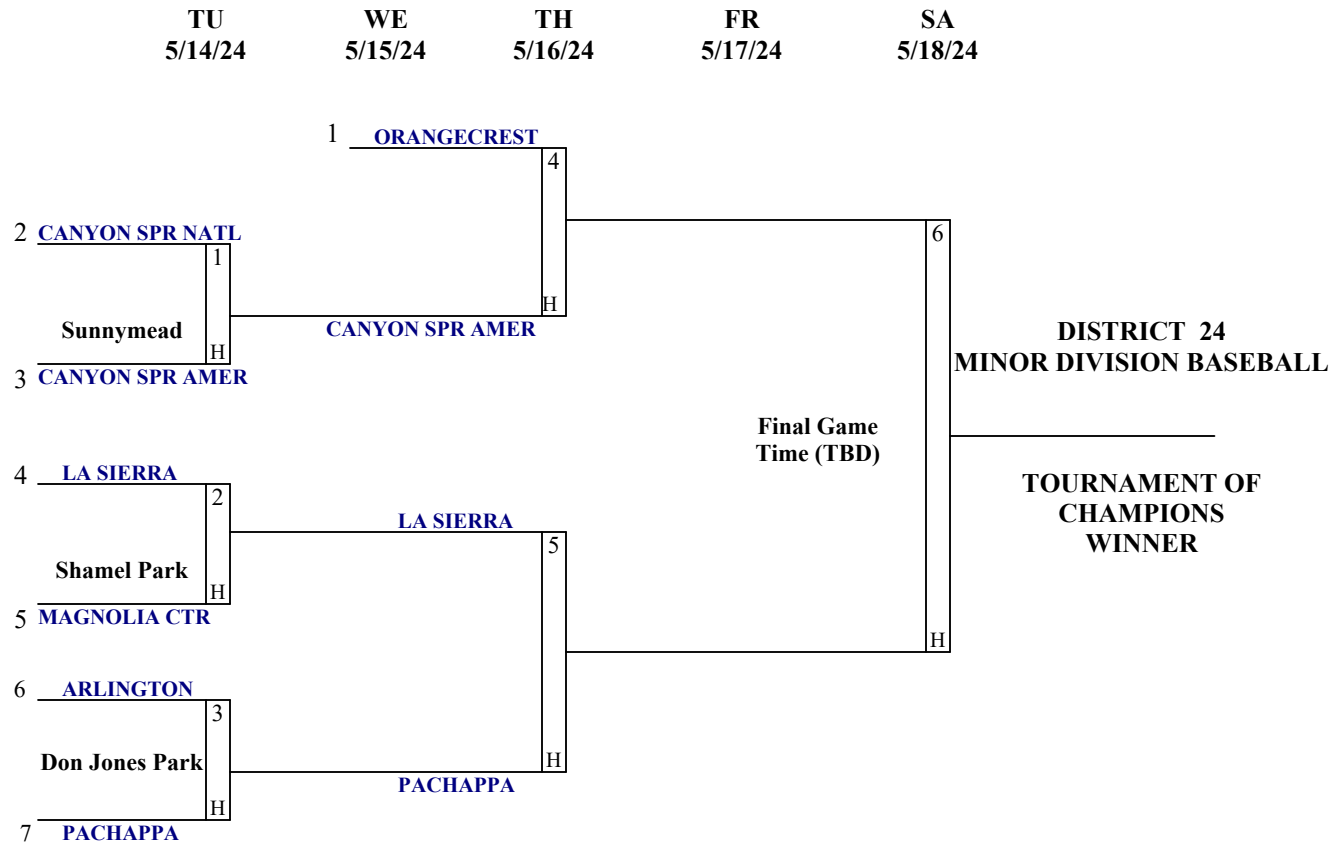 TU WE TH FR SA
5/14/24 5/15/24 5/16/24 5/17/24 5/18/24
1 ORANGECREST
4
2 CANYON SPR NATL
6
1
H
CANYON SPR AMER
Sunnymead
DISTRICT 24
H
MINOR DIVISION BASEBALL
3 CANYON SPR AMER
Final Game
Time (TBD)
4 LA SIERRA
TOURNAMENT OF
2
CHAMPIONS
LA SIERRA
WINNER
5
Shamel Park
H
5 MAGNOLIA CTR
H
6 ARLINGTON
3
Don Jones Park
H
PACHAPPA
H
7 PACHAPPA